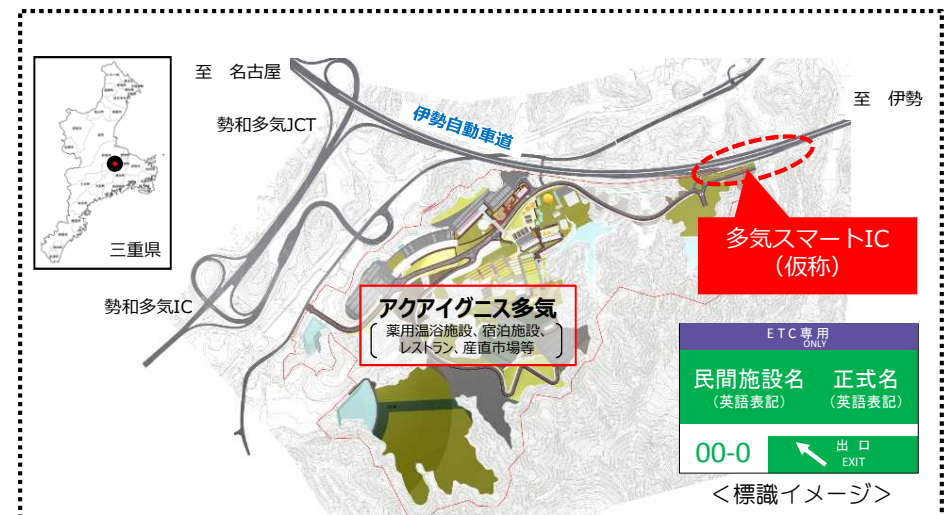 至 名古屋
至 伊勢
勢和多気JCT
伊勢自動車道
三重県
多気スマートIC
（仮称）
勢和多気IC
アクアイグニス多気
薬用温浴施設、宿泊施設、
レストラン、産直市場等
ETC専用
ONLY
民間施設名 正式名
（英語表記） （英語表記）
00-0
出 口
EXIT
＜標識イメージ＞